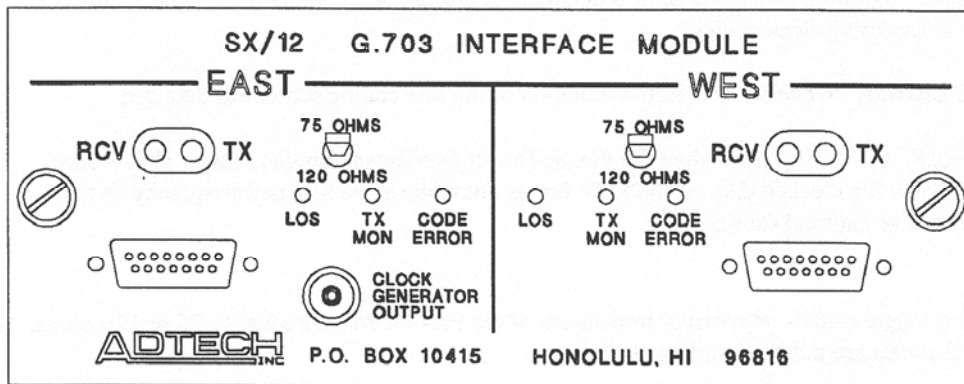 SX/12 G.703 INTERFACE MODULE
EAST
RCV TX
75 OHMS
120 OHMS
LOS
TX MON
CODE ERROR
CLOCK
GENERATOR
OUTPUT
WEST
75 OHMS
120 OHMS
RCV TX
LOS
TX MON
CODE ERROR
ADTECH INC
P.O. BOX 10415 HONOLULU, HI 96816